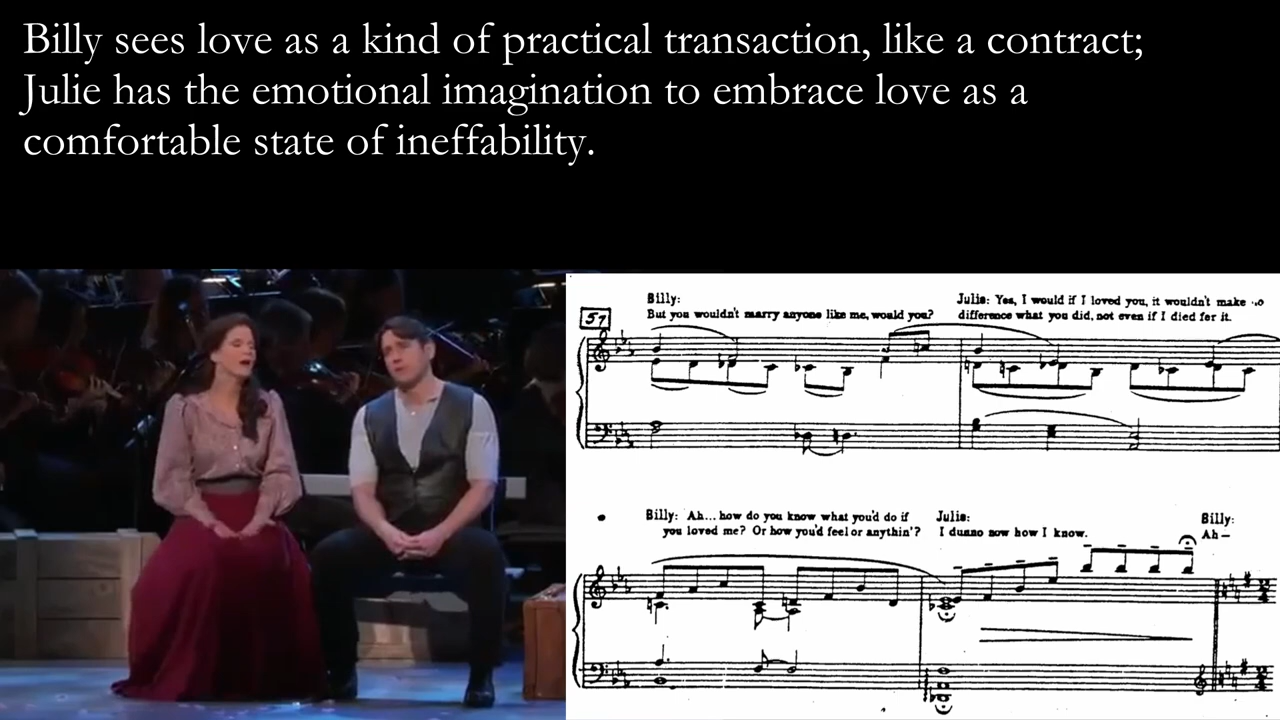 Billy sees love as a kind of practical transaction, like a contract;
Julie has the emotional imagination to embrace love as a
comfortable state of ineffability.
57
Billy:
But you wouldn't marry anyone like me, would you?
Julie: Yes, I would if I loved you, it wouldn't make
difference what you did, not even if I died fer it.
Billy: Ah... how do you know what you'd do if
you loved me? Or how you'd feel or anythin'?
Julie:
I dunno now how I know.
Billy:
Ah—